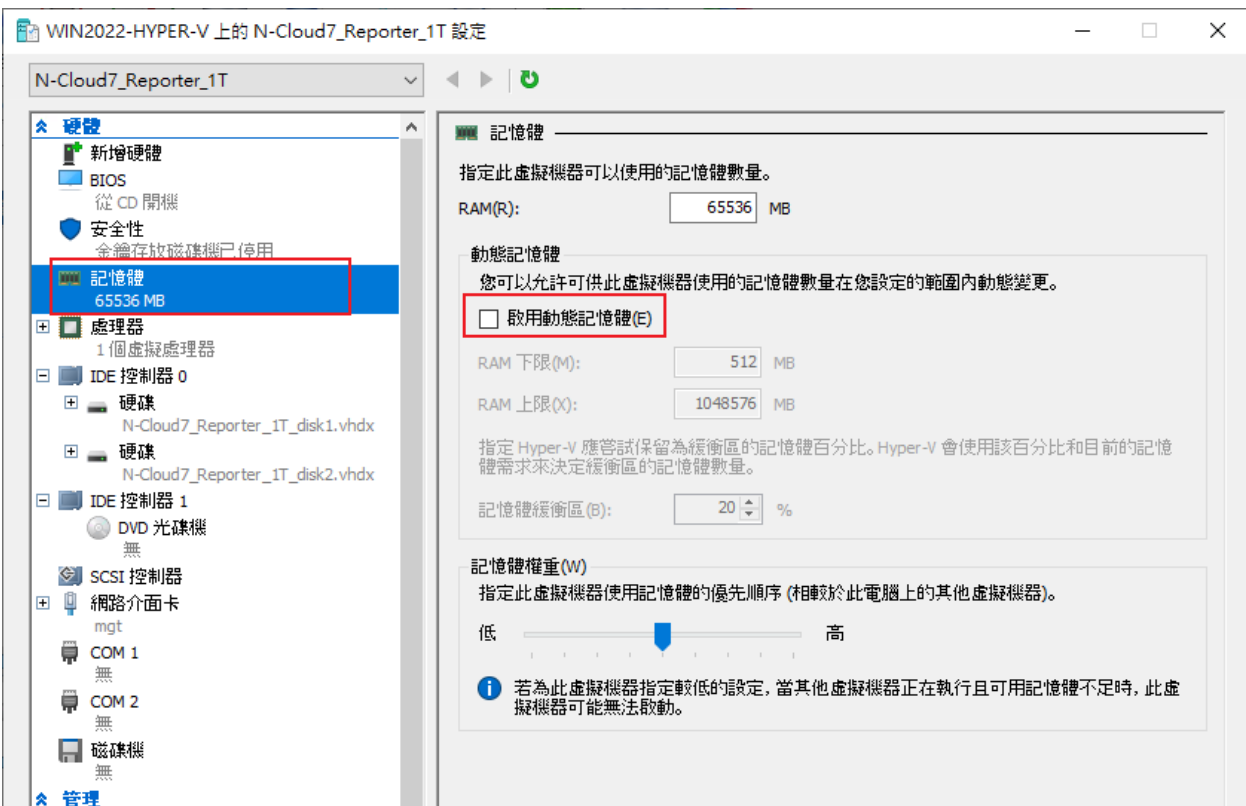 WIN2022-HYPER-V 上的 N-Cloud7_Reporter_1T 設定
N-Cloud7_Reporter_1T
硬體
新增硬體
BIOS
從 CD 開機
安全性
金鑰存放磁碟機已停用
記憶體
65536 MB
處理器
1 個虛擬處理器
IDE 控制器 0
硬碟
N-Cloud7_Reporter_1T_disk1.vhdx
硬碟
N-Cloud7_Reporter_1T_disk2.vhdx
IDE 控制器 1
DVD 光碟機
無
SCSI 控制器
網路介面卡
mgt
COM 1
無
COM 2
無
磁碟機
無
管理
記憶體
指定此虛擬機器可以使用的記憶體數量。
RAM(R): 65536 MB
動態記憶體
您可以允許可供此虛擬機器使用的記憶體數量在您設定的範圍內動態變更。
啟用動態記憶體(E)
RAM 下限(M): 512 MB
RAM 上限(X): 1048576 MB
指定 Hyper-V 應嘗試保留為緩衝區的記憶體百分比。Hyper-V 會使用該百分比和目前的記憶
體需求來決定緩衝區的記憶體數量。
記憶體緩衝區(B): 20 %
記憶體權重(W)
指定此虛擬機器使用記憶體的優先順序 (相較於此電腦上的其他虛擬機器)。
低 高
若為此虛擬機器指定較低的設定, 當其他虛擬機器正在執行且可用記憶體不足時, 此虛
擬機器可能無法啟動。